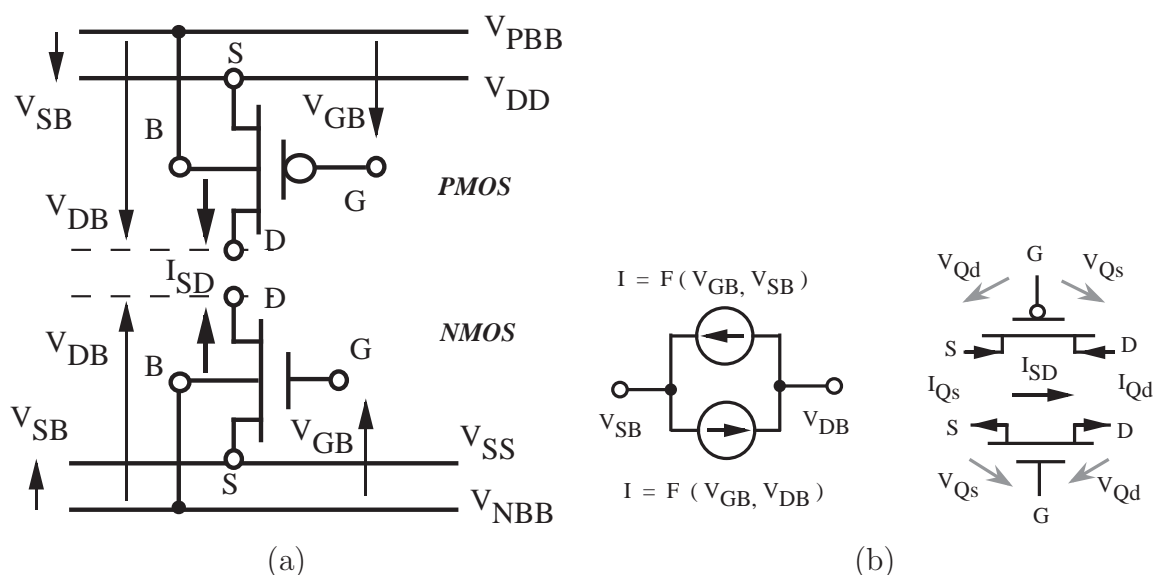 V_PBB
S
V_DD
V_SB
B
V_GB
G
PMOS
V_DB
D
I_SD
D
NMOS
V_DB
G
B
V_SB
V_GB
V_SS
S
V_NBB
(a)
I = F ( V_GB, V_SB )
V_SB
V_DB
I = F ( V_GB, V_DB )
V_Qd
G
V_Qs
S
D
I_Qs
I_SD
I_Qd
S
D
V_Qs
V_Qd
G
(b)